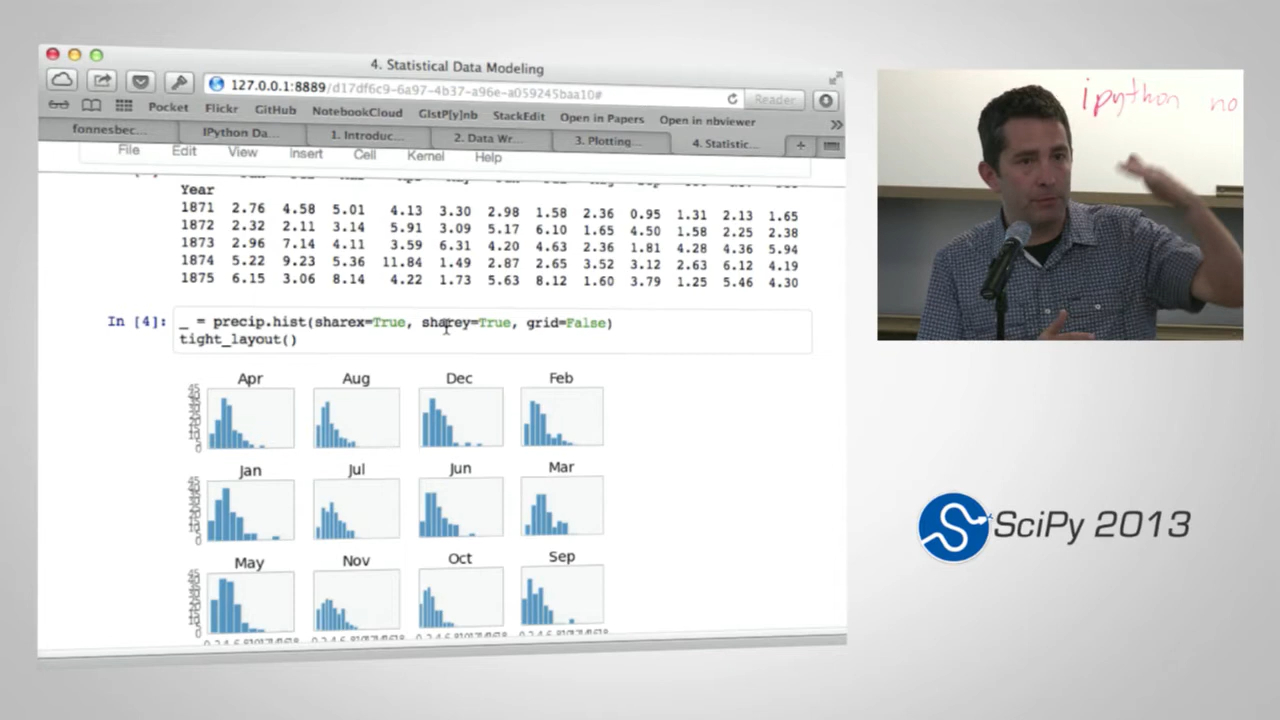 4. Statistical Data Modeling
127.0.0.1:8889/d17df6c9-6a97-4b37-a96e-a059245baa10#
Reader
Pocket Flickr GitHub NotebookCloud GIstP[y]nb StackEdit Open in Papers Open in nbviewer »
fonnesbec... IPython Da... 1. Introduc... 2. Data Wr... 3. Plotting... 4. Statistic... +
File Edit View Insert Cell Kernel Help
Year
1871 2.76 4.58 5.01 4.13 3.30 2.98 1.58 2.36 0.95 1.31 2.13 1.65
1872 2.32 2.11 3.14 5.91 3.09 5.17 6.10 1.65 4.50 1.58 2.25 2.38
1873 2.96 7.14 4.11 3.59 6.31 4.20 4.63 2.36 1.81 4.28 4.36 5.94
1874 5.22 9.23 5.36 11.84 1.49 2.87 2.65 3.52 3.12 2.63 6.12 4.19
1875 6.15 3.06 8.14 4.22 1.73 5.63 8.12 1.60 3.79 1.25 5.46 4.30
In [4]: _ = precip.hist(sharex=True, sharey=True, grid=False)
tight_layout()
Apr Aug Dec Feb
Jan Jul Jun Mar
May Nov Oct Sep
ipython no
SciPy 2013